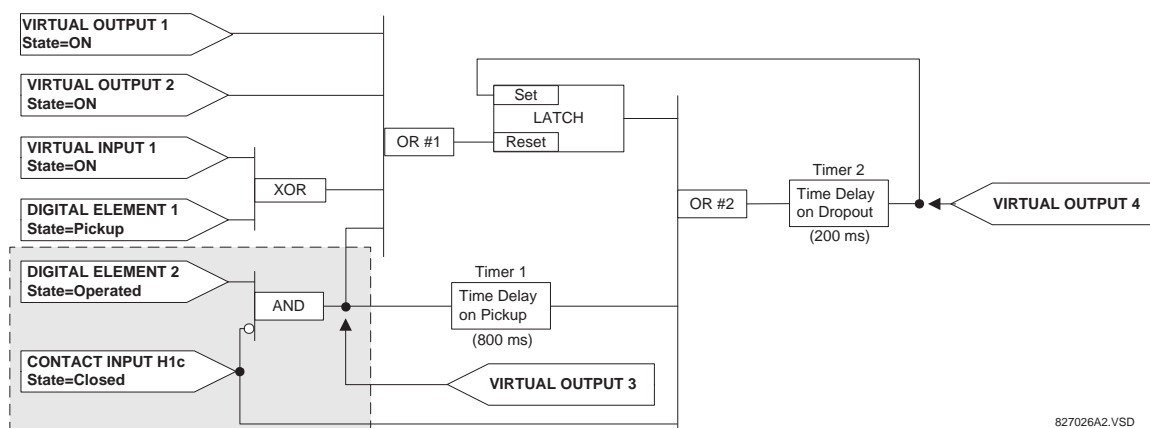 VIRTUAL OUTPUT 1
State=ON
VIRTUAL OUTPUT 2
State=ON
VIRTUAL INPUT 1
State=ON
DIGITAL ELEMENT 1
State=Pickup
DIGITAL ELEMENT 2
State=Operated
CONTACT INPUT H1c
State=Closed
XOR
AND
OR #1
Set
LATCH
Reset
Timer 1
Time Delay
on Pickup
(800 ms)
VIRTUAL OUTPUT 3
OR #2
Timer 2
Time Delay
on Dropout
(200 ms)
VIRTUAL OUTPUT 4
827026A2.VSD